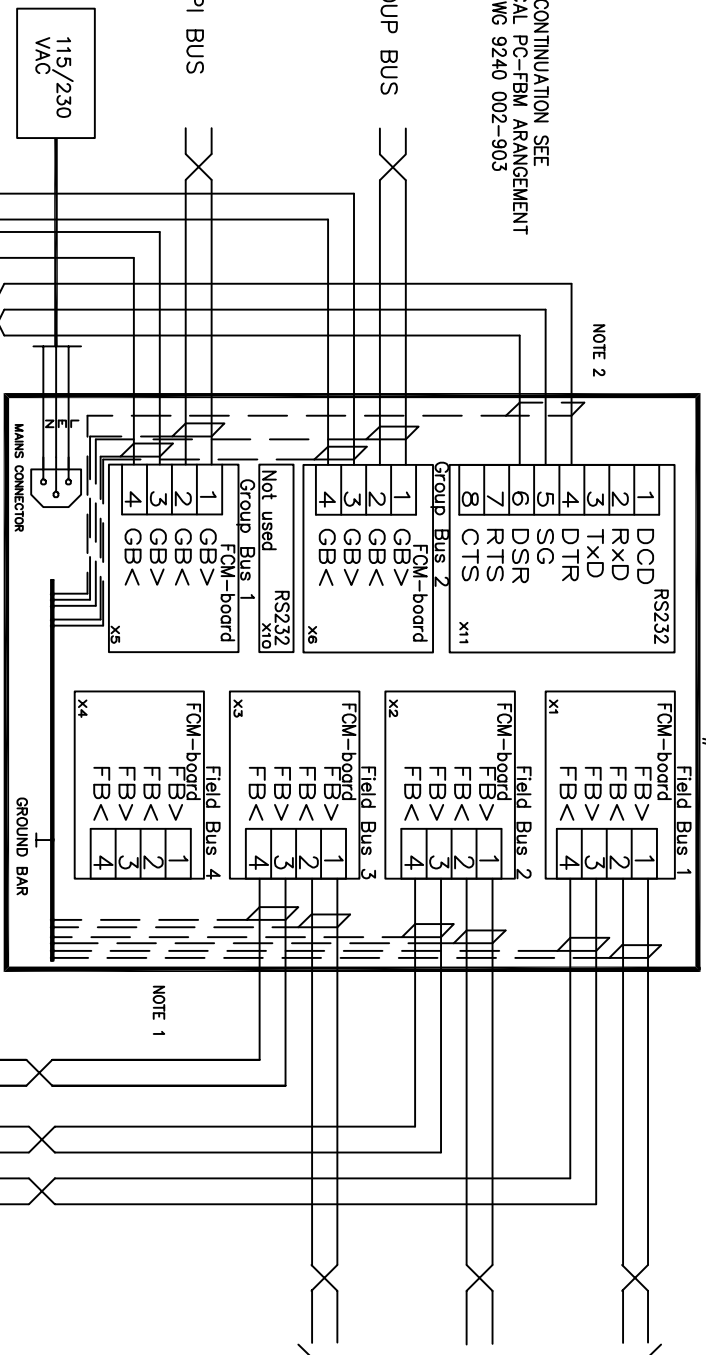 CONTINUATION SEE
CAL PC-FBM ARANGEMENT
WG 9240 002-903
OUP BUS
PI BUS
115/230
VAC
NOTE 2
L
E
N
MAINS CONNECTOR
RS232
1 DCD
2 RxD
3 TxD
4 DTR
5 SG
6 DSR
7 RTS
8 CTS
X11
Group Bus 2
FCM-board
1 GB>
2 GB<
3 GB>
4 GB<
X6
RS232
Not used
X10
Group Bus 1
FCM-board
1 GB>
2 GB<
3 GB>
4 GB<
X5
Field Bus 1
FCM-board
FB> 1
FB< 2
FB> 3
FB< 4
X1
Field Bus 2
FCM-board
FB> 1
FB< 2
FB> 3
FB< 4
X2
Field Bus 3
FCM-board
FB> 1
FB< 2
FB> 3
FB< 4
X3
Field Bus 4
FCM-board
FB> 1
FB< 2
FB> 3
FB< 4
X4
GROUND BAR
NOTE 1